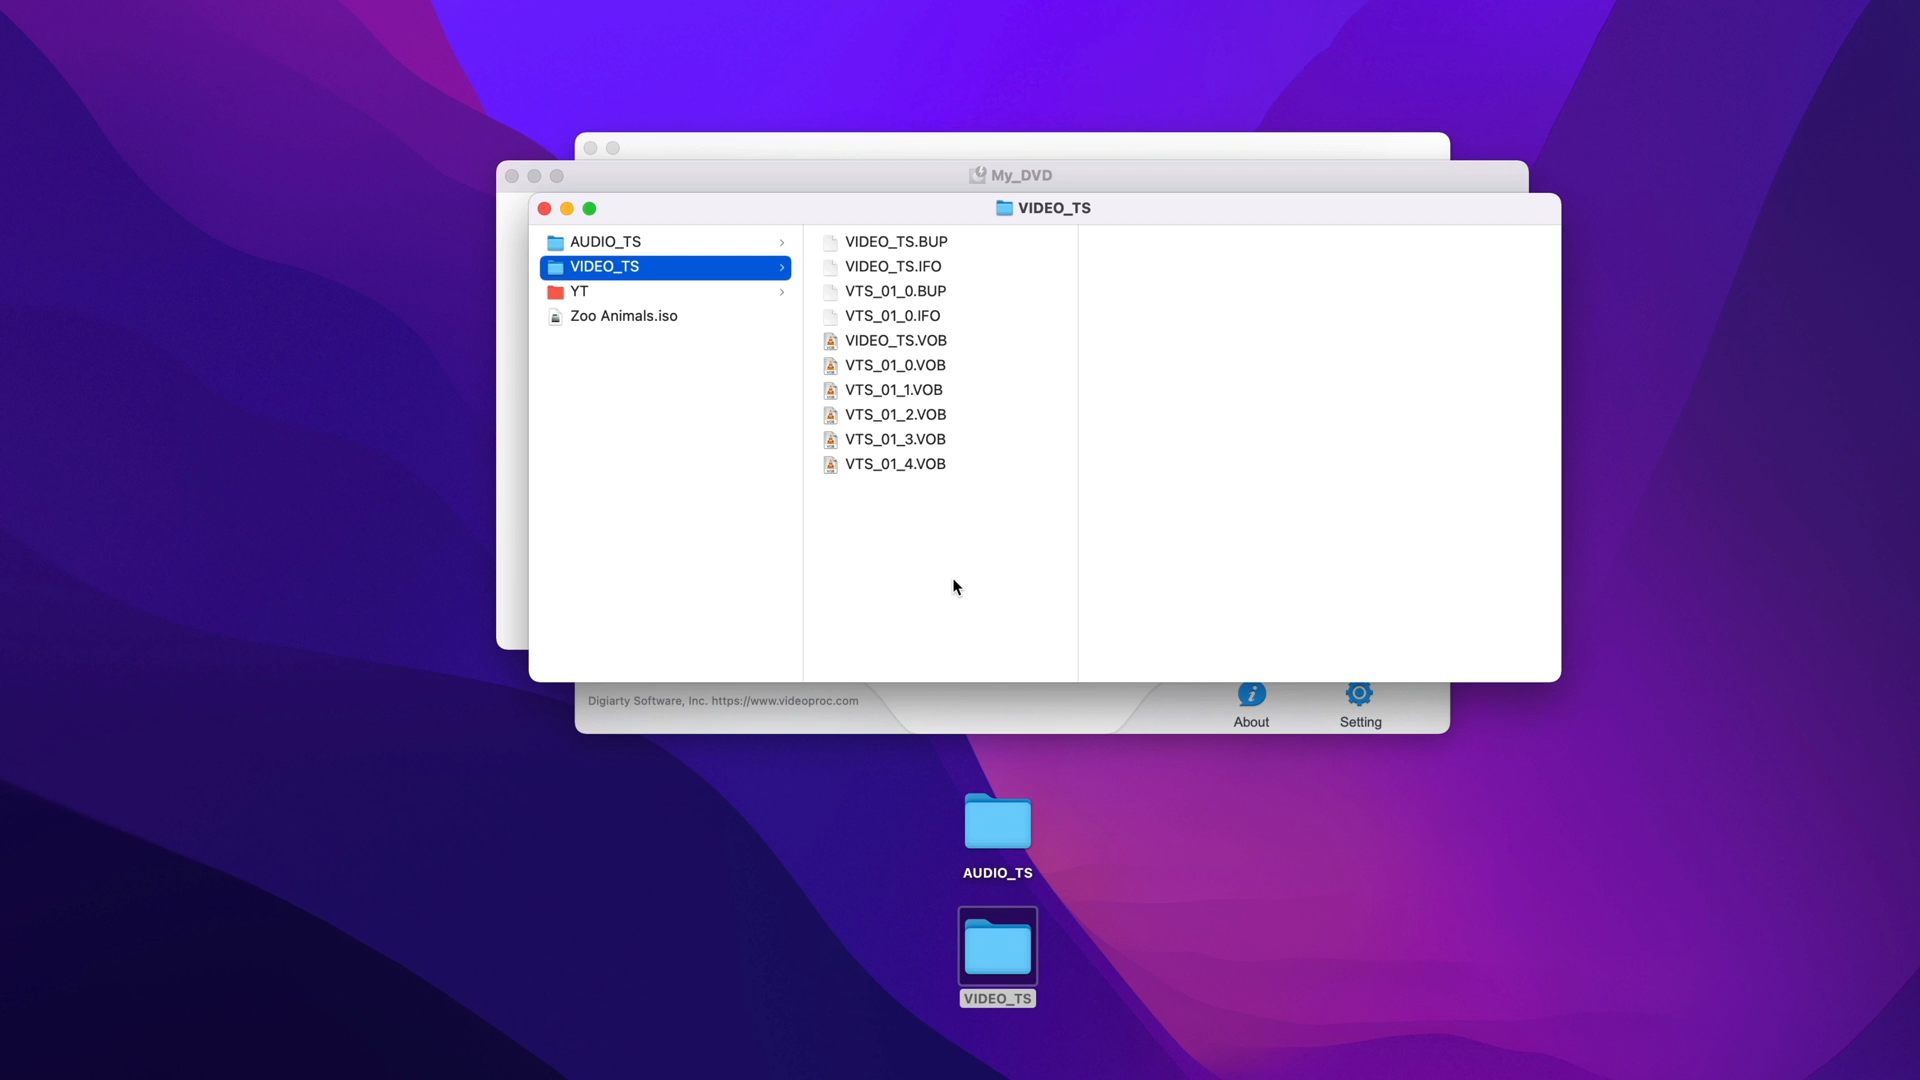 My_DVD
VIDEO_TS
AUDIO_TS
VIDEO_TS
YT
Zoo Animals.iso
VIDEO_TS.BUP
VIDEO_TS.IFO
VTS_01_0.BUP
VTS_01_0.IFO
VIDEO_TS.VOB
VTS_01_0.VOB
VTS_01_1.VOB
VTS_01_2.VOB
VTS_01_3.VOB
VTS_01_4.VOB
Digiarty Software, Inc. https://www.videoproc.com
About
Setting
AUDIO_TS
VIDEO_TS